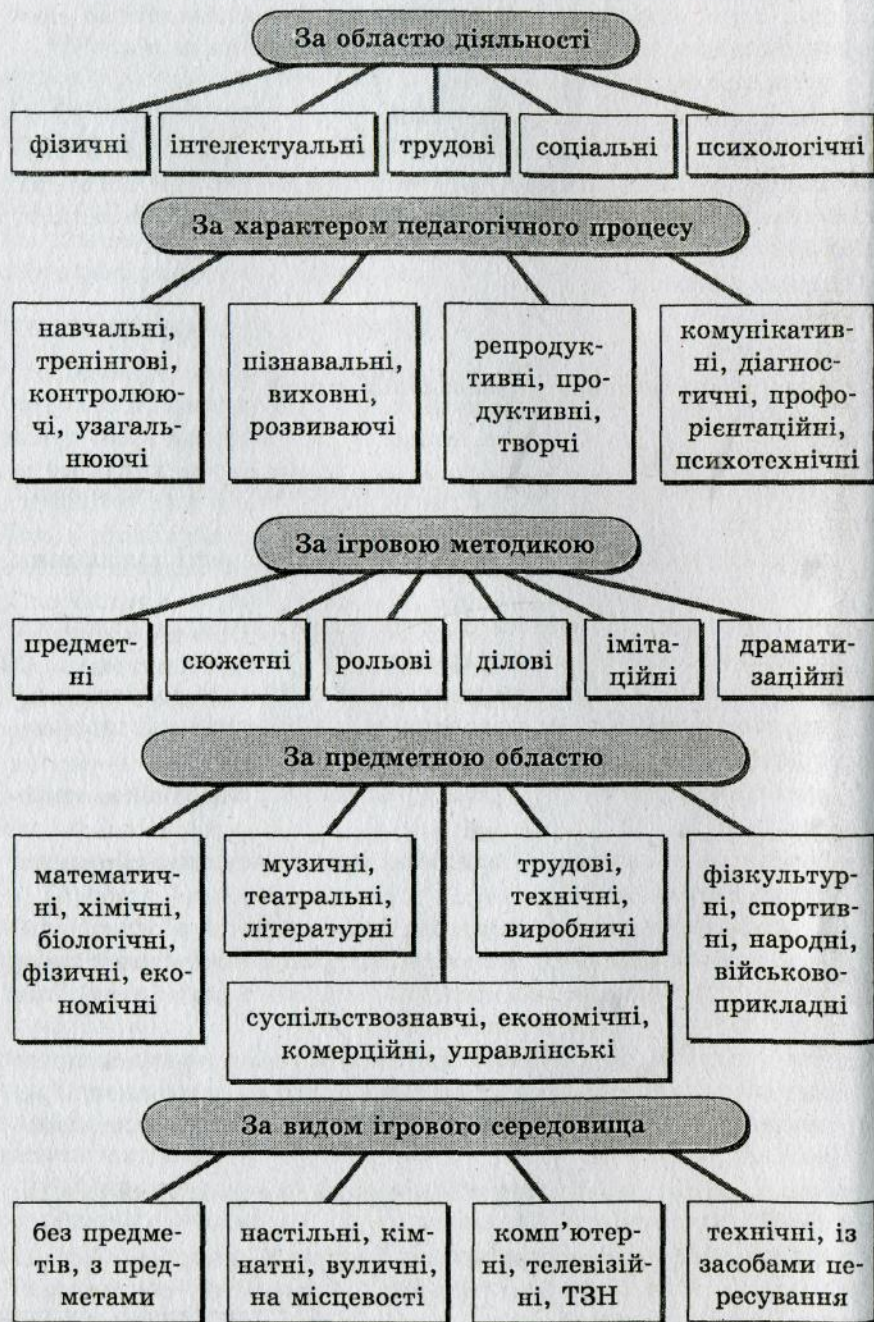 За областю діяльності
фізичні
інтелектуальні
трудові
соціальні
психологічні
За характером педагогічного процесу
навчальні,
тренінгові,
контролюю-
чі, узагаль-
нюючі
пізнавальні,
виховні,
розвиваючі
репродук-
тивні, про-
дуктивні,
творчі
комунікатив-
ні, діагнос-
тичні, профо-
рієнтаційні,
психотехнічні
За ігровою методикою
предмет-
ні
сюжетні
рольові
ділові
іміта-
ційні
драмати-
заційні
За предметною областю
математич-
ні, хімічні,
біологічні,
фізичні, еко-
номічні
музичні,
театральні,
літературні
трудові,
технічні,
виробничі
фізкультур-
ні, спортив-
ні, народні,
військово-
прикладні
суспільствознавчі, економічні,
комерційні, управлінські
За видом ігрового середовища
без предме-
тів, з пред-
метами
настільні, кім-
натні, вуличні,
на місцевості
комп’ютер-
ні, телевізій-
ні, ТЗН
технічні, із
засобами пе-
ресування